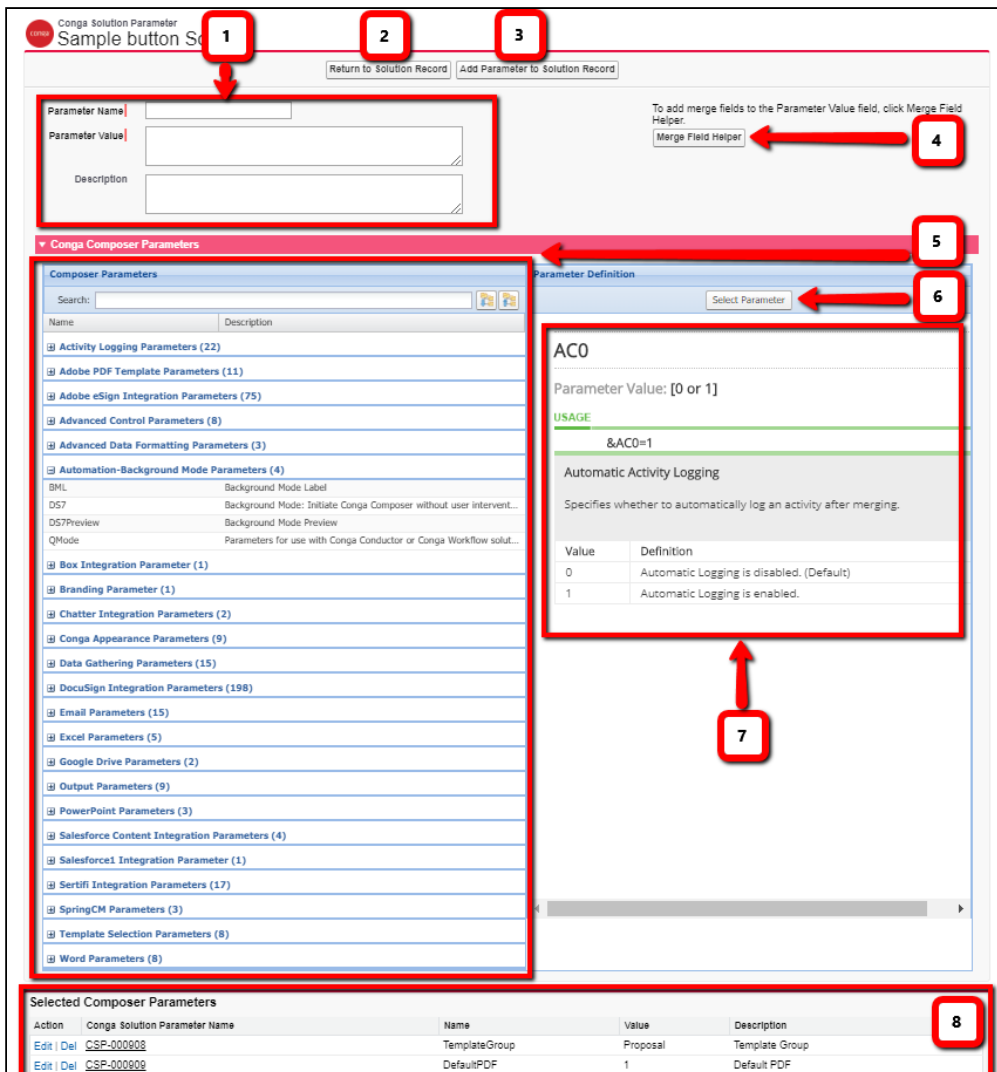 conga
Conga Solution Parameter
Sample button So
1
2
3
Return to Solution Record
Add Parameter to Solution Record
Parameter Name
Parameter Value
Description
To add merge fields to the Parameter Value field, click Merge Field
Helper.
Merge Field Helper
4
5
Conga Composer Parameters
Composer Parameters
Parameter Definition
6
Search:
Select Parameter
Name Description
Activity Logging Parameters (22)
Adobe PDF Template Parameters (11)
Adobe eSign Integration Parameters (75)
Advanced Control Parameters (8)
Advanced Data Formatting Parameters (3)
Automation-Background Mode Parameters (4)
BML Background Mode Label
DS7 Background Mode: Initiate Conga Composer without user intervent...
DS7Preview Background Mode Preview
QMode Parameters for use with Conga Conductor or Conga Workflow solut...
Box Integration Parameter (1)
Branding Parameter (1)
Chatter Integration Parameters (2)
Conga Appearance Parameters (9)
Data Gathering Parameters (15)
DocuSign Integration Parameters (198)
Email Parameters (15)
Excel Parameters (5)
Google Drive Parameters (2)
Output Parameters (9)
PowerPoint Parameters (3)
Salesforce Content Integration Parameters (4)
Salesforce1 Integration Parameter (1)
Sertifi Integration Parameters (17)
SpringCM Parameters (3)
Template Selection Parameters (8)
Word Parameters (8)
AC0
Parameter Value: [0 or 1]
USAGE
&AC0=1
Automatic Activity Logging
Specifies whether to automatically log an activity after merging.
Value Definition
0 Automatic Logging is disabled. (Default)
1 Automatic Logging is enabled.
7
Selected Composer Parameters
8
Action Conga Solution Parameter Name Name Value Description
Edit | Del CSP-000908 TemplateGroup Proposal Template Group
Edit | Del CSP-000909 DefaultPDF 1 Default PDF